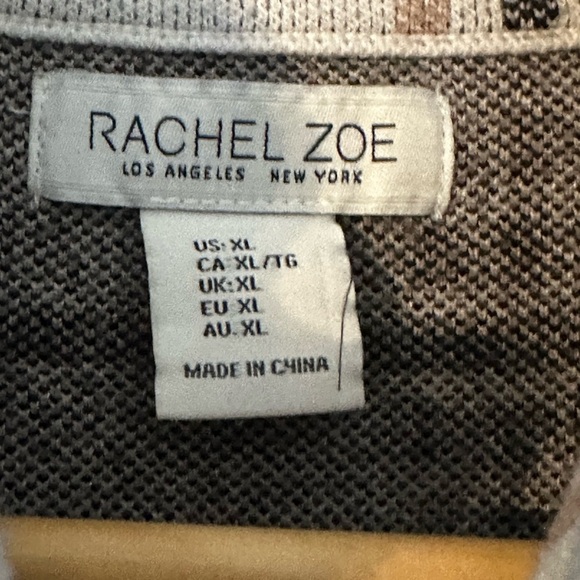 RACHEL ZOE
LOS ANGELES NEW YORK
US: XL
CA XL/TG
UK:XL
EU XL
AU. XL
MADE IN CHINA